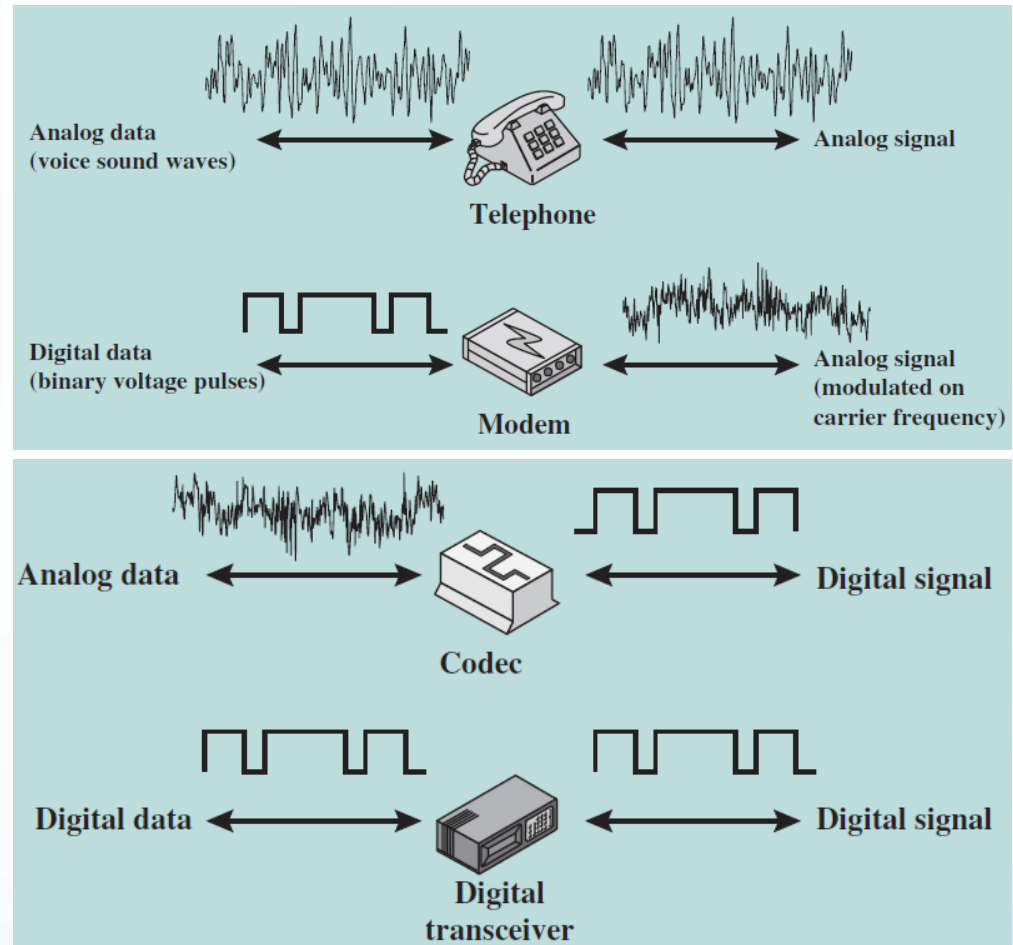 Analog data
(voice sound waves)
Analog signal
Telephone
Digital data
(binary voltage pulses)
Analog signal
(modulated on
carrier frequency)
Modem
Analog data
Digital signal
Codec
Digital data
Digital signal
Digital
transceiver